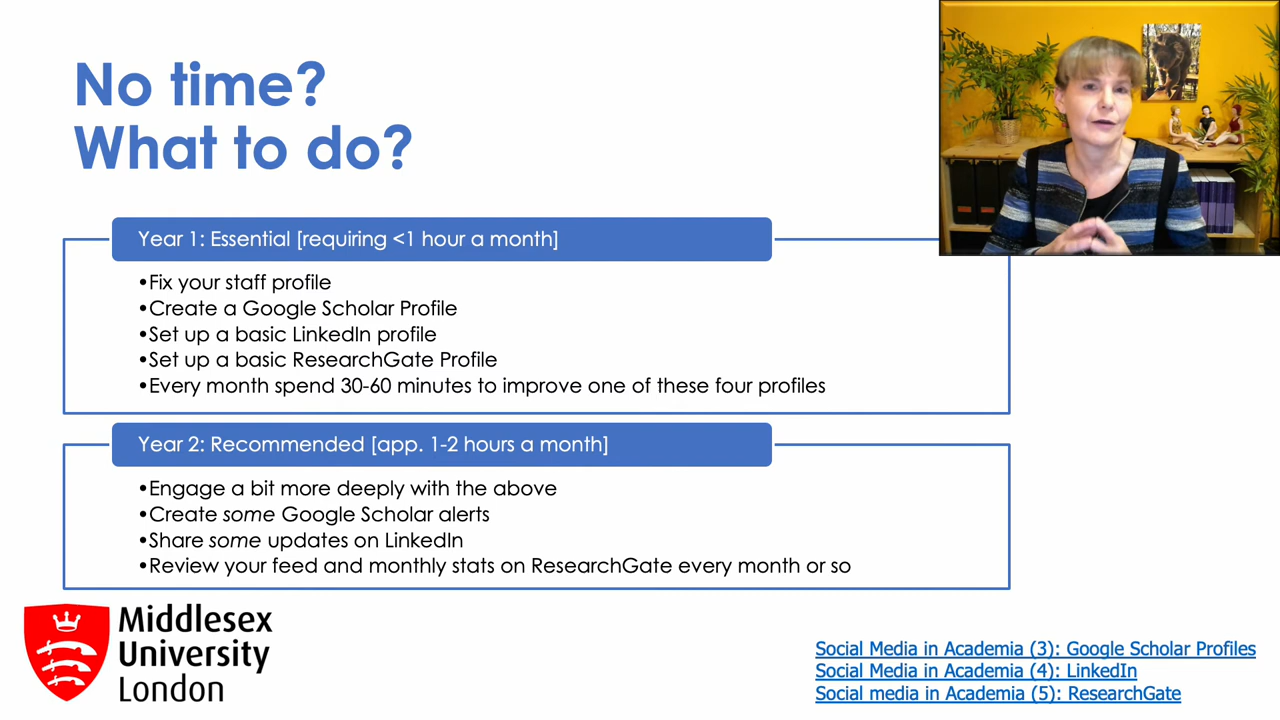 No time?
What to do?
Year 1: Essential [requiring <1 hour a month]
•Fix your staff profile
•Create a Google Scholar Profile
•Set up a basic LinkedIn profile
•Set up a basic ResearchGate Profile
•Every month spend 30-60 minutes to improve one of these four profiles
Year 2: Recommended [app. 1-2 hours a month]
•Engage a bit more deeply with the above
•Create some Google Scholar alerts
•Share some updates on LinkedIn
•Review your feed and monthly stats on ResearchGate every month or so
Middlesex
University
London
Social Media in Academia (3): Google Scholar Profiles
Social Media in Academia (4): LinkedIn
Social media in Academia (5): ResearchGate